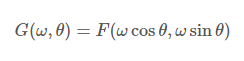 G(ω, θ) = F(ω cos θ, ω sin θ)